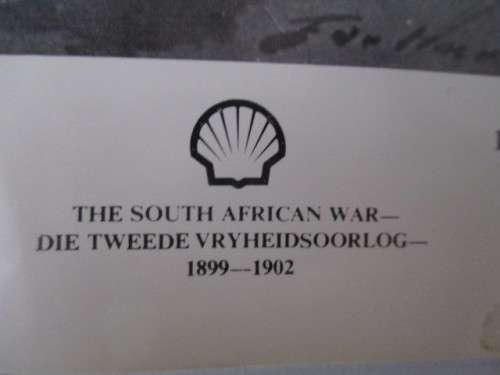 THE SOUTH AFRICAN WAR—
DIE TWEEDE VRYHEIDSOORLOG—
1899—1902